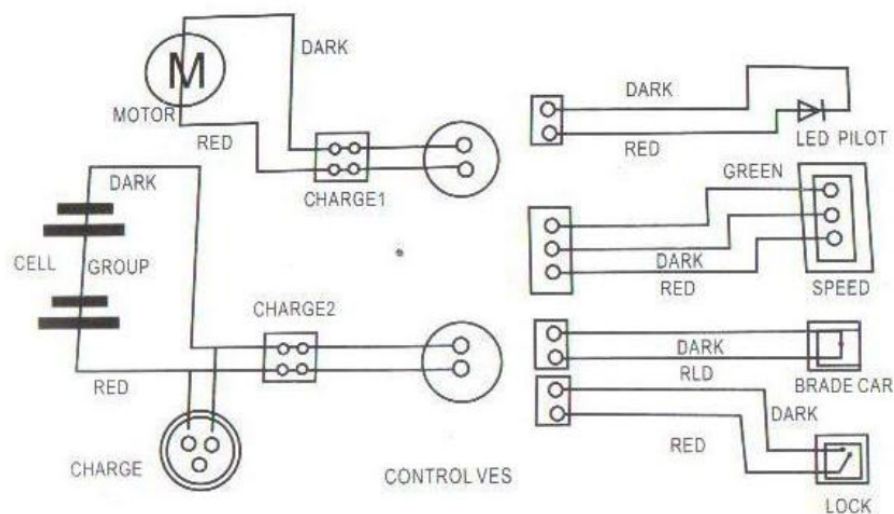 DARK
M
MOTOR
RED
CHARGE1
DARK
CELL GROUP
CHARGE2
RED
CHARGE
CONTROL VES
DARK
RED
LED PILOT
GREEN
DARK
RED
SPEED
DARK
RLD
BRADE CAR
DARK
RED
LOCK